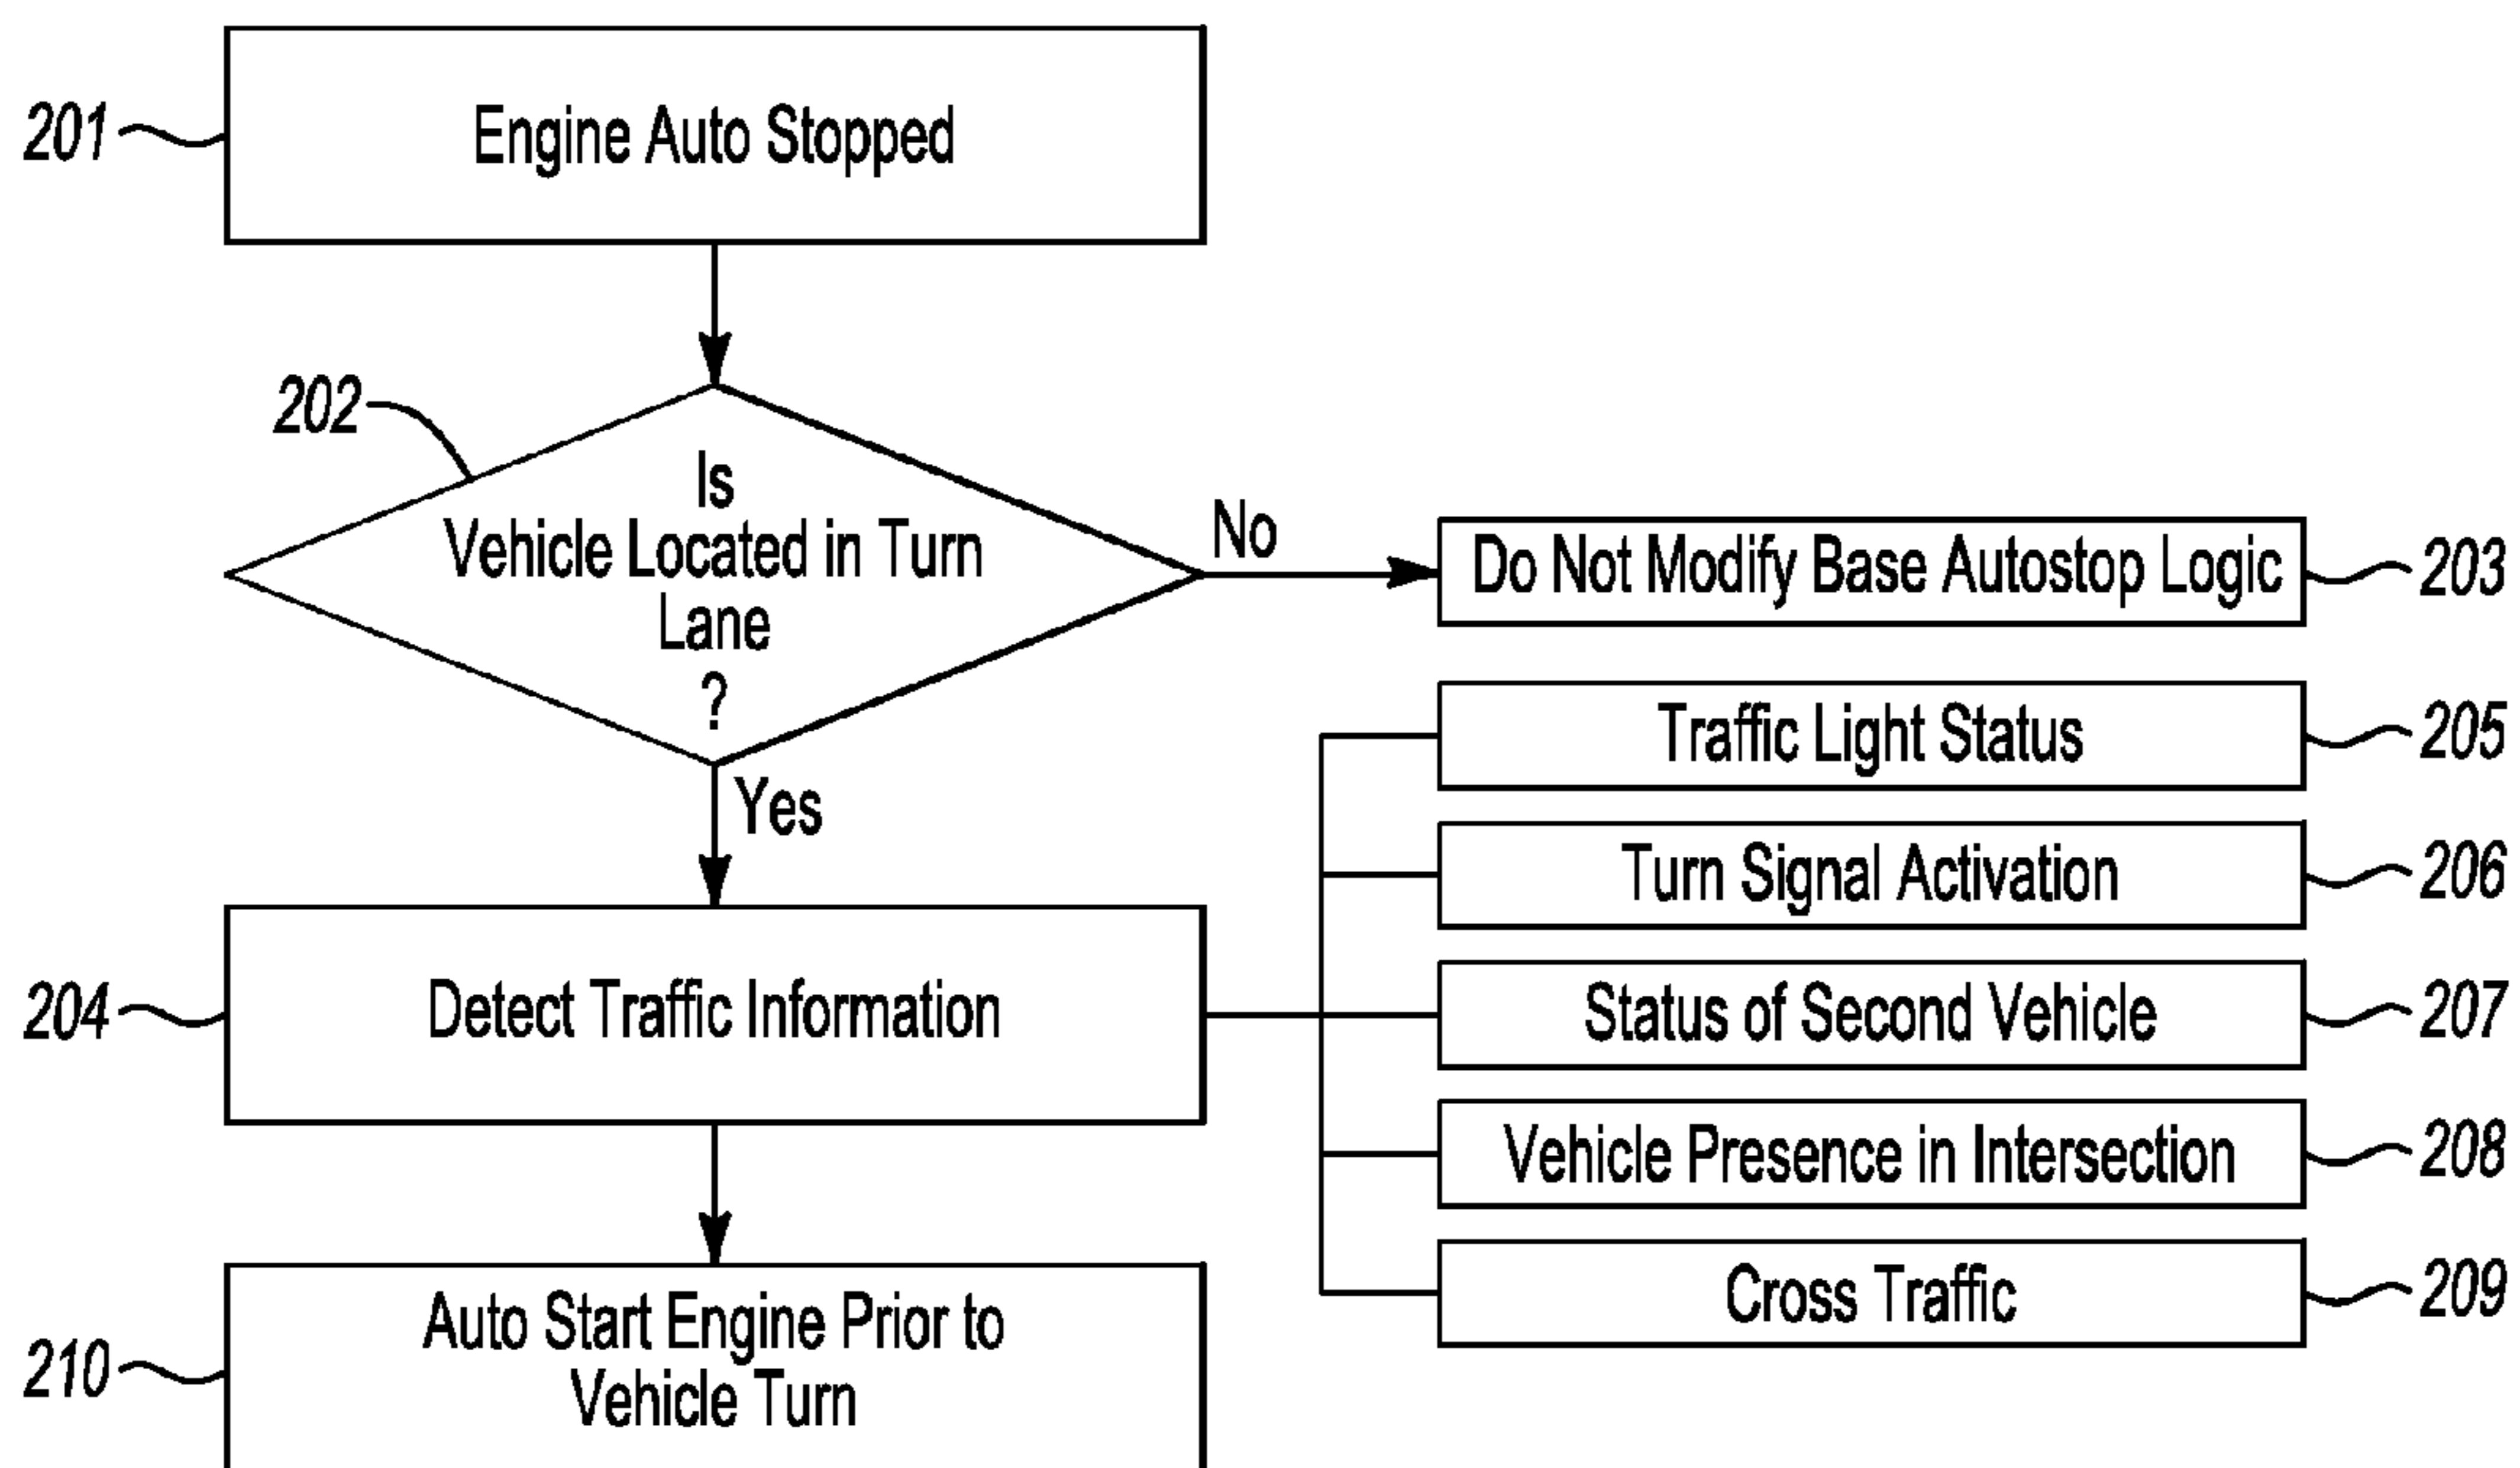 201
Engine Auto Stopped
202
Is
Vehicle Located in Turn
Lane
?
No
Do Not Modify Base Autostop Logic
203
Yes
Traffic Light Status
205
Turn Signal Activation
206
204
Detect Traffic Information
Status of Second Vehicle
207
Vehicle Presence in Intersection
208
Cross Traffic
209
210
Auto Start Engine Prior to
Vehicle Turn